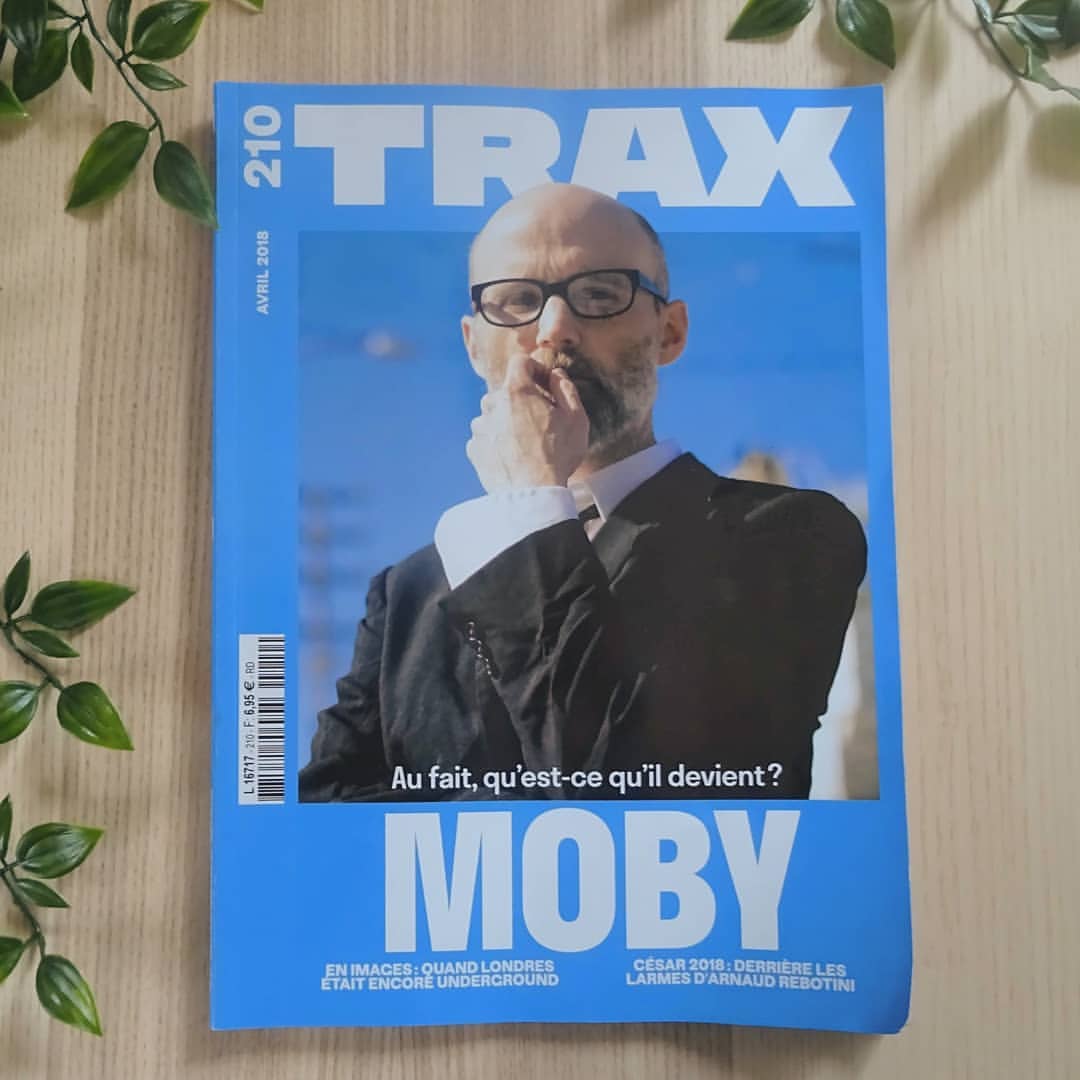 210
TRAX
AVRIL 2018
L 16717 - 210 - F: 6,95 € - RD
Au fait, qu'est-ce qu'il devient ?
MOBY
EN IMAGES : QUAND LONDRES
ÉTAIT ENCORE UNDERGROUND
CÉSAR 2018 : DERRIÈRE LES
LARMES D'ARNAUD REBOTINI